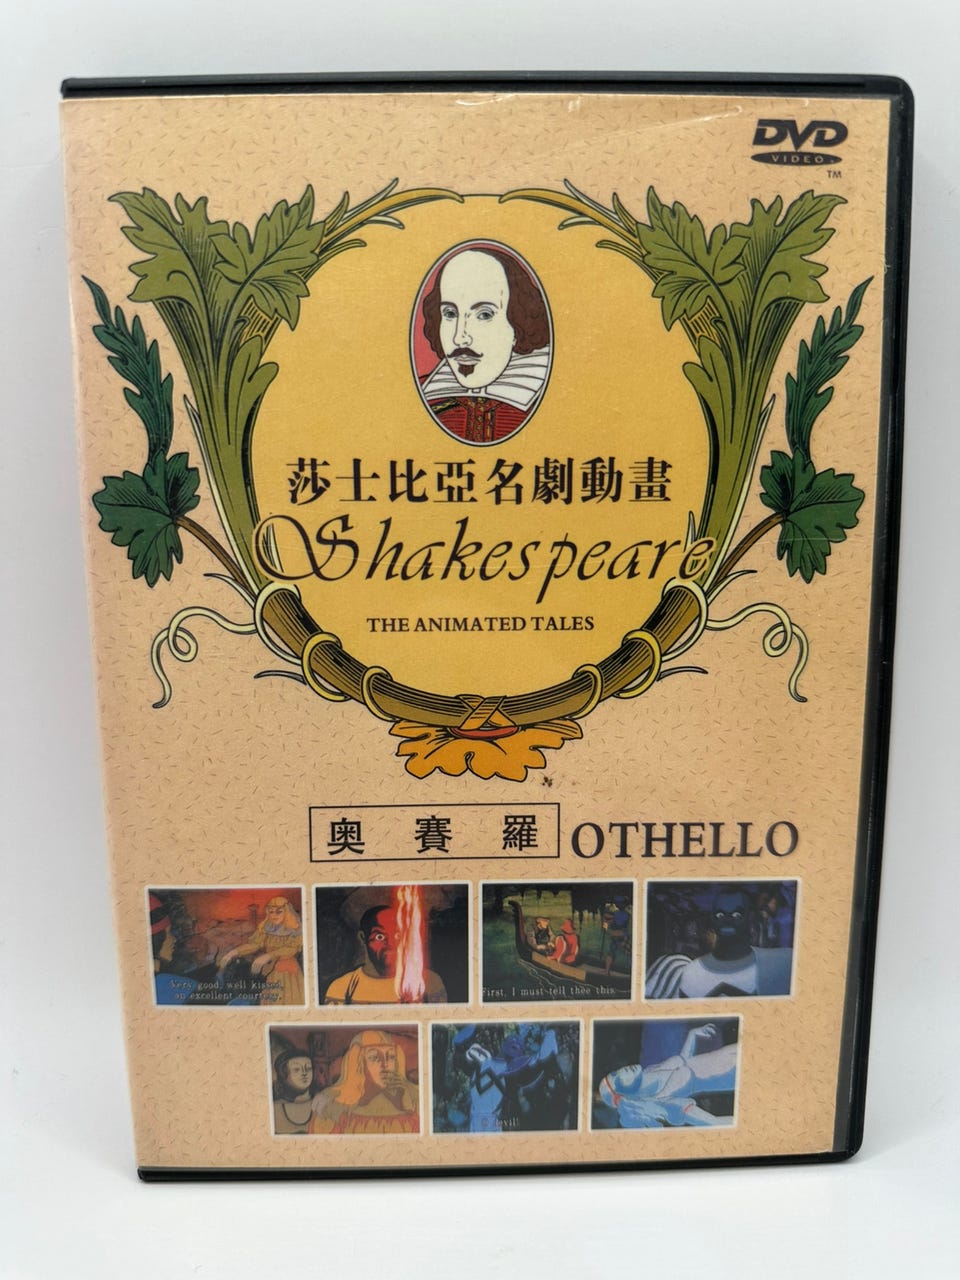 DVD
VIDEO
TM
莎士比亞名劇動畫
Shakespeare
THE ANIMATED TALES
奧賽羅 OTHELLO
Very good, well kissed,
an excellent courtesy.
First, I must tell thee this
devil!